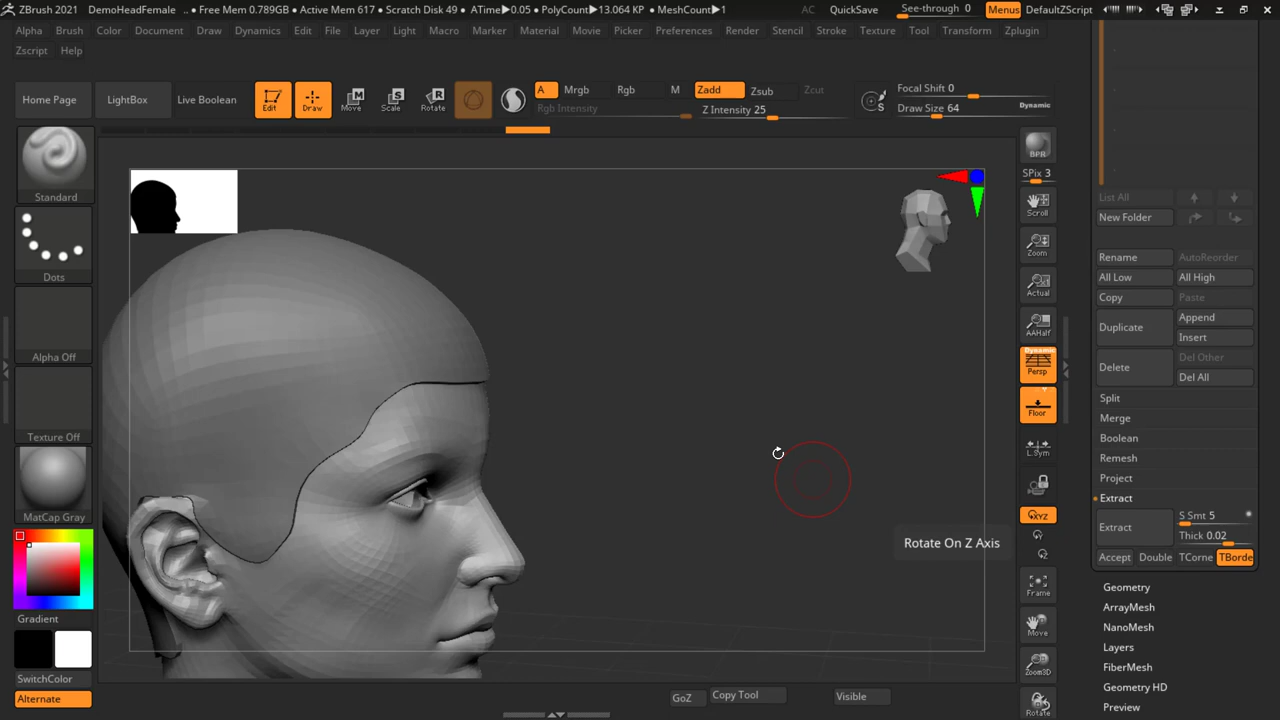 ZBrush 2021 DemoHeadFemale • Free Mem 0.789GB • Active Mem 617 • Scratch Disk 49 • ATime▶0.05 • PolyCount▶13.064 KP • MeshCount▶1 AC QuickSave See-through 0 Menus DefaultZScript
Alpha Brush Color Document Draw Dynamics Edit File Layer Light Macro Marker Material Movie Picker Preferences Render Stencil Stroke Texture Tool Transform Zplugin
Zscript Help
Home Page LightBox Live Boolean Edit Draw Move Scale Rotate A Mrgb Rgb M Zadd Zsub Zcut Focal Shift 0
Rgb Intensity Z Intensity 25 Draw Size 64 Dynamic
Standard
Dots
Alpha Off
Texture Off
MatCap Gray
Gradient
SwitchColor
Alternate
BPR
SPix 3
Scroll
Zoom
Actual
AAHalf
Dynamic
Persp
Floor
L.Sym
XYZ
Frame
Move
Zoom3D
Rotate
Rotate On Z Axis
GoZ Copy Tool Visible
List All
New Folder
Rename AutoReorder
All Low All High
Copy Paste
Duplicate Append
Insert
Delete Del Other
Del All
Split
Merge
Boolean
Remesh
Project
Extract
Extract S Smt 5
Thick 0.02
Accept Double TCorne TBorde
Geometry
ArrayMesh
NanoMesh
Layers
FiberMesh
Geometry HD
Preview